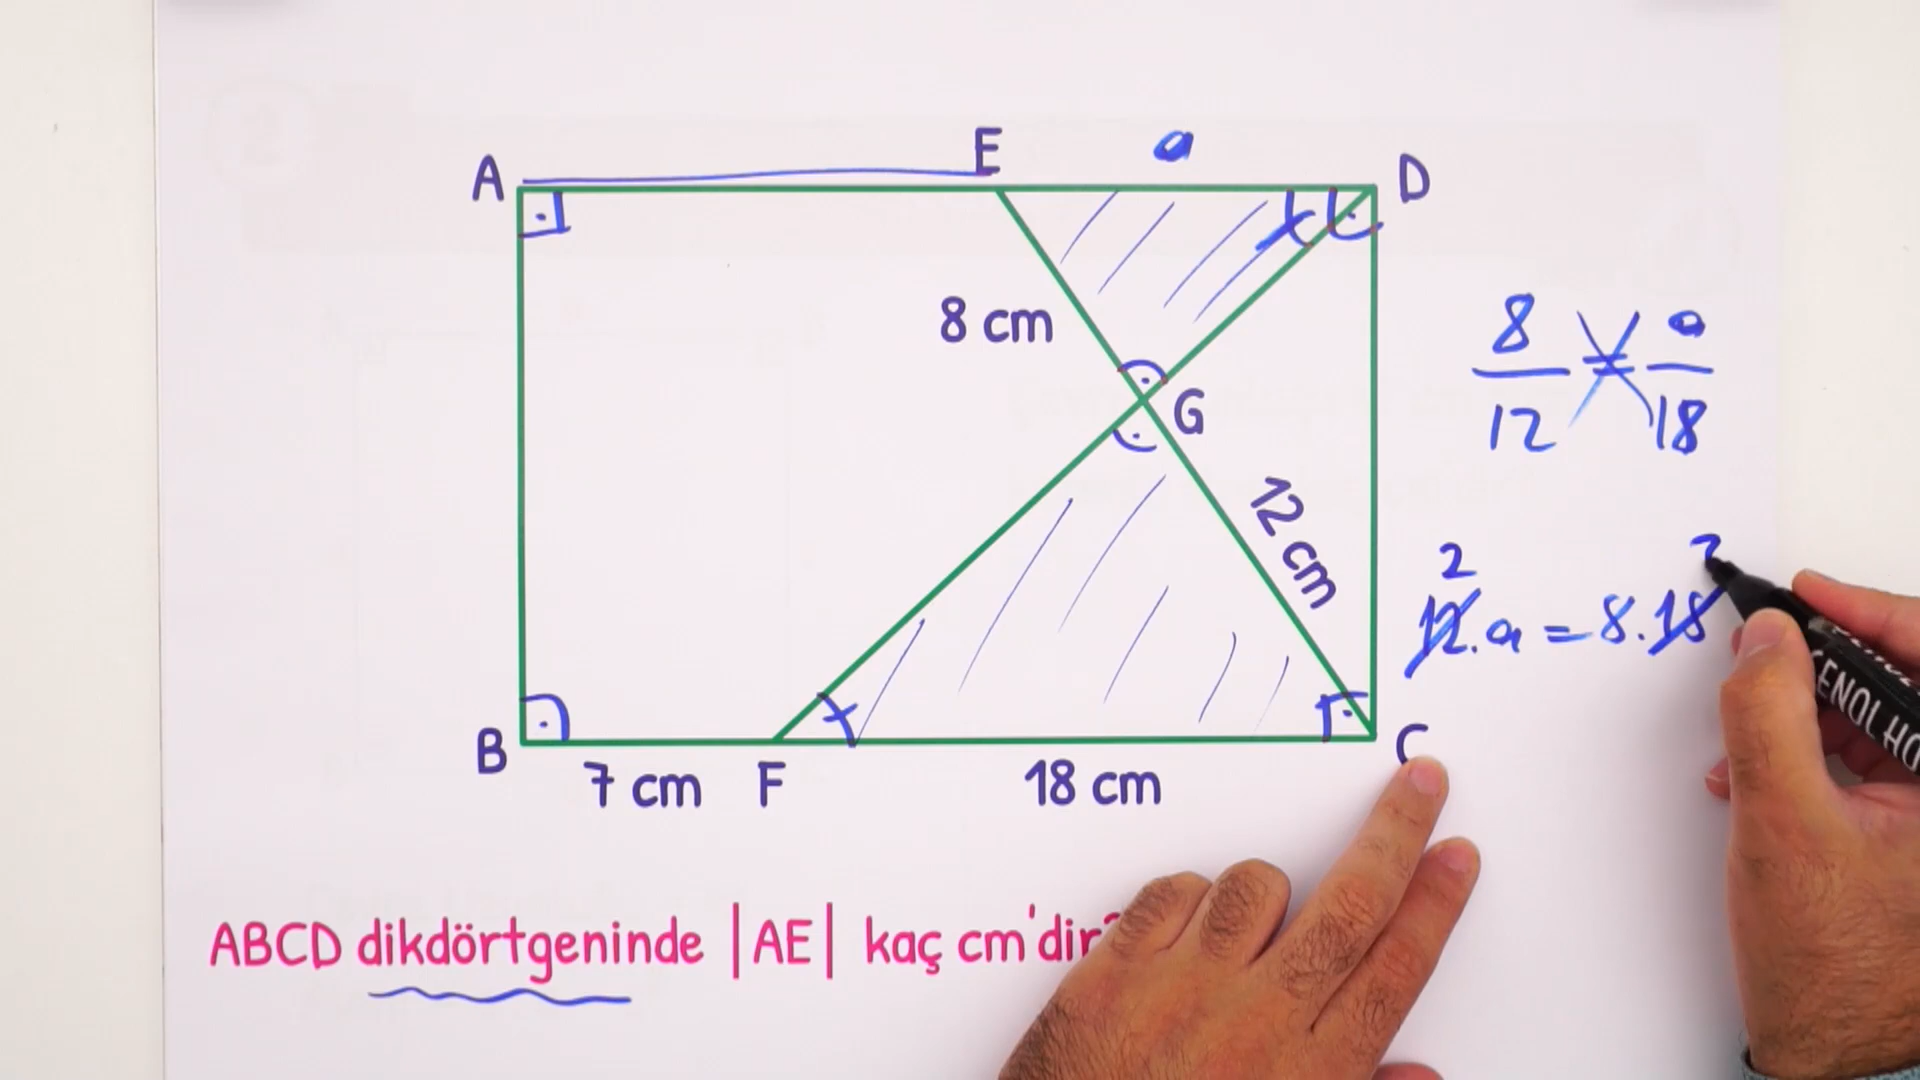 A E a D
8 cm
G
12 cm
B 7 cm F 18 cm C
8/12 = a/18
2 3
12.a = 8.18
ABCD dikdörtgeninde |AE| kaç cm'dir?